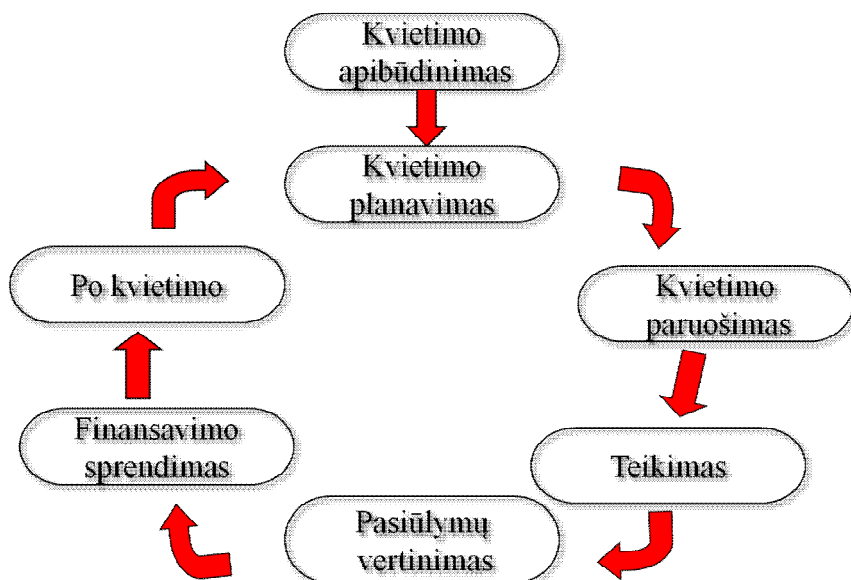 Kvietimo
apibūdinimas
Kvietimo
planavimas
Kvietimo
paruošimas
Teikimas
Pasiūlymų
vertinimas
Finansavimo
sprendimas
Po kvietimo